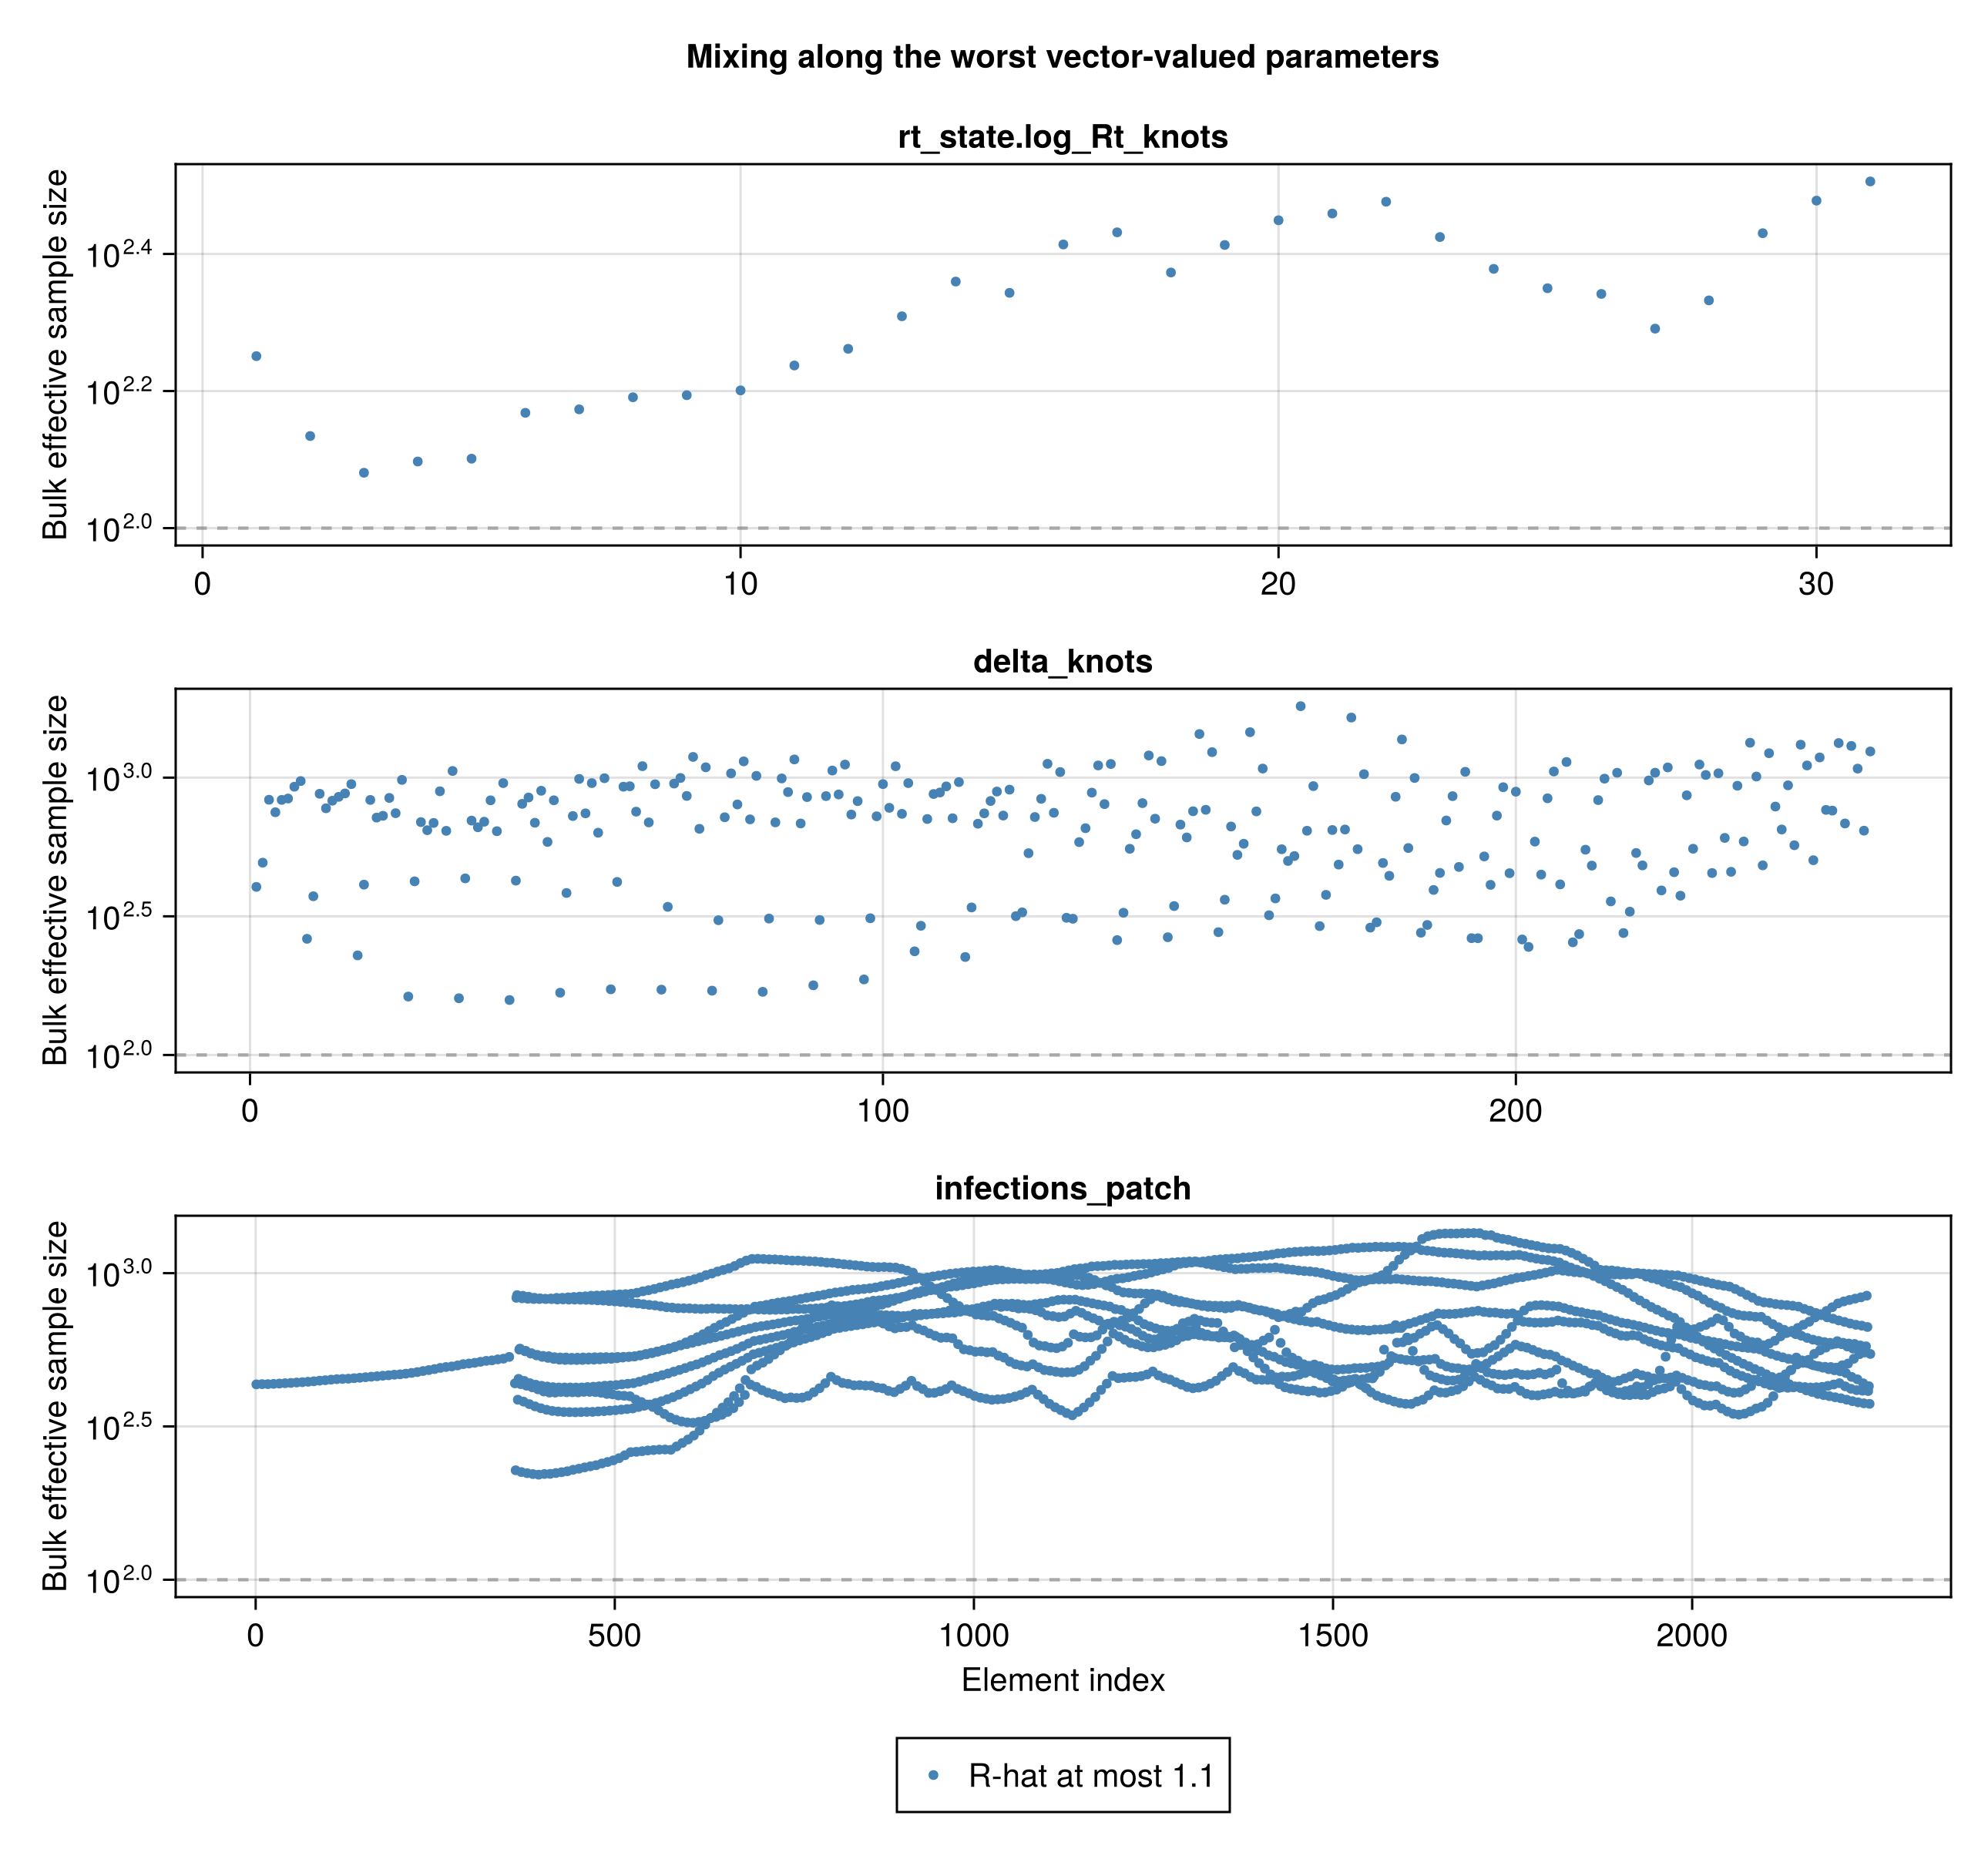 Mixing along the worst vector-valued parameters
rt_state.log_Rt_knots
Bulk effective sample size
10^2.4
10^2.2
10^2.0
0 10 20 30
delta_knots
Bulk effective sample size
10^3.0
10^2.5
10^2.0
0 100 200
infections_patch
Bulk effective sample size
10^3.0
10^2.5
10^2.0
0 500 1000 1500 2000
Element index
R-hat at most 1.1